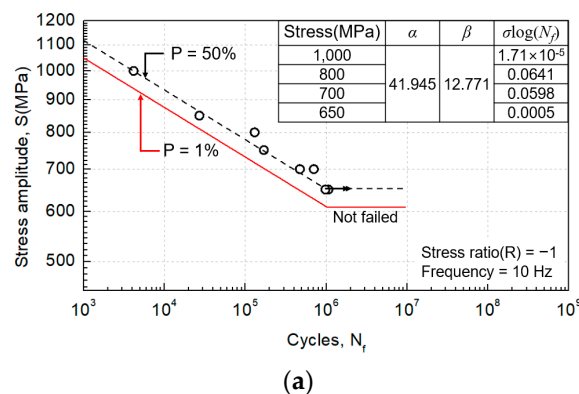 Stress(MPa) α β σlog(Nf)
1,000 1.71×10-5
800 0.0641
700 41.945 12.771 0.0598
650 0.0005
P = 50%
P = 1%
Not failed
Stress ratio(R) = −1
Frequency = 10 Hz
Stress amplitude, S(MPa)
1200
1100
1000
900
800
700
600
500
10³ 10⁴ 10⁵ 10⁶ 10⁷ 10⁸ 10⁹
Cycles, Nf
(a)